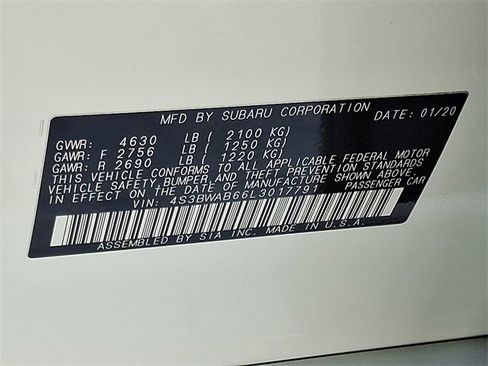 MFD BY SUBARU CORPORATION DATE: 01/20
GVWR: 4630 LB ( 2100 KG)
GAWR: F 2756 LB ( 1250 KG)
GAWR: R 2690 LB ( 1220 KG)
THIS VEHICLE CONFORMS TO ALL APPLICABLE FEDERAL MOTOR
VEHICLE SAFETY, BUMPER AND THEFT PREVENTION STANDARDS
IN EFFECT ON THE DATE OF MANUFACTURE SHOWN ABOVE.
VIN: 4S3BWAB66L3017791 PASSENGER CAR
ASSEMBLED BY SIA INC. MADE IN U.S.A.